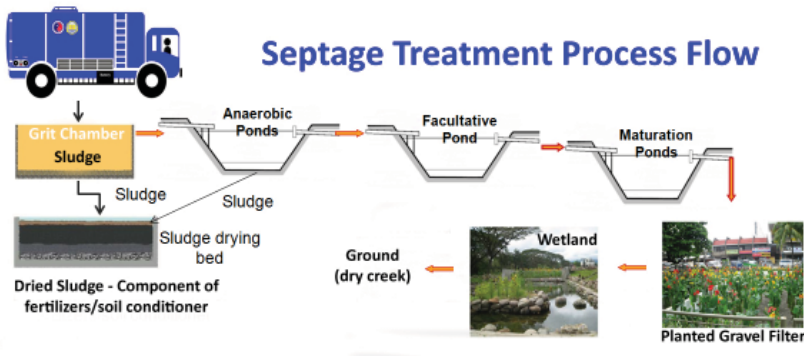 Septage Treatment Process Flow
Grit Chamber
Sludge
Anaerobic
Ponds
Facultative
Pond
Maturation
Ponds
Sludge
Sludge
Sludge drying
bed
Dried Sludge - Component of
fertilizers/soil conditioner
Ground
(dry creek)
Wetland
Planted Gravel Filter